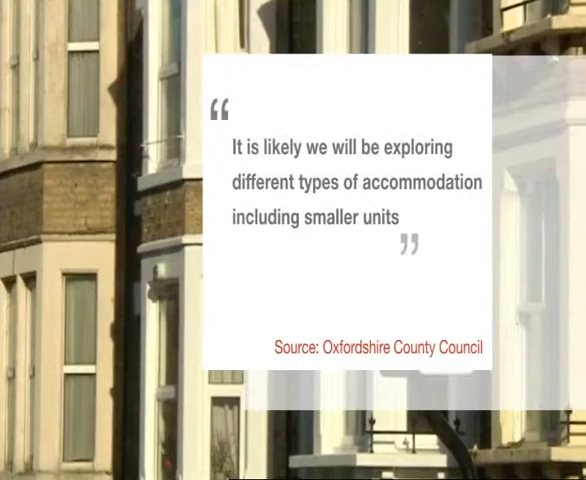 “
It is likely we will be exploring
different types of accommodation
including smaller units
”
Source: Oxfordshire County Council